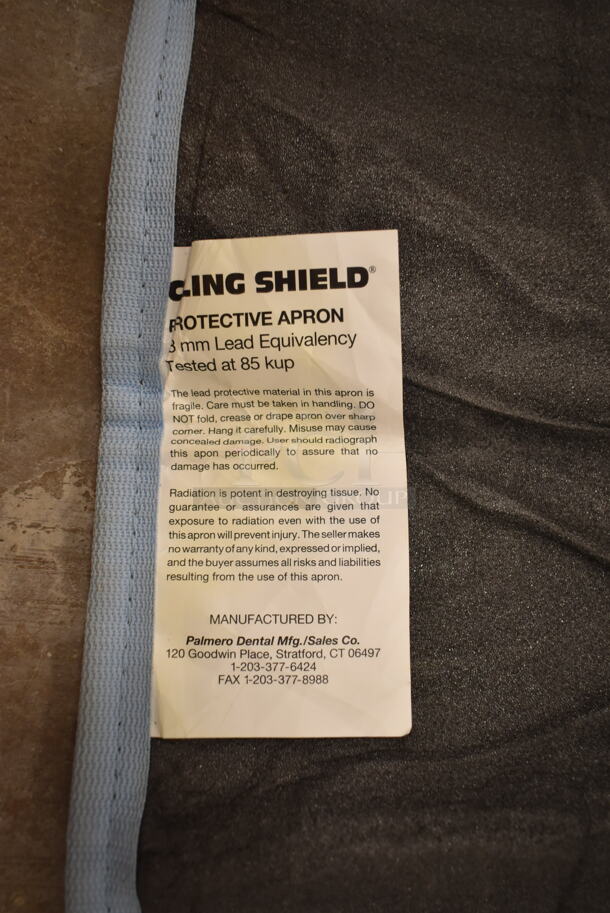 CLING SHIELD®
PROTECTIVE APRON
3 mm Lead Equivalency
Tested at 85 kup
The lead protective material in this apron is
fragile. Care must be taken in handling. DO
NOT fold, crease or drape apron over sharp
corner. Hang it carefully. Misuse may cause
concealed damage. User should radiograph
this apon periodically to assure that no
damage has occurred.
Radiation is potent in destroying tissue. No
guarantee or assurances are given that
exposure to radiation even with the use of
this apron will prevent injury. The seller makes
no warranty of any kind, expressed or implied,
and the buyer assumes all risks and liabilities
resulting from the use of this apron.
MANUFACTURED BY:
Palmero Dental Mfg./Sales Co.
120 Goodwin Place, Stratford, CT 06497
1-203-377-6424
FAX 1-203-377-8988